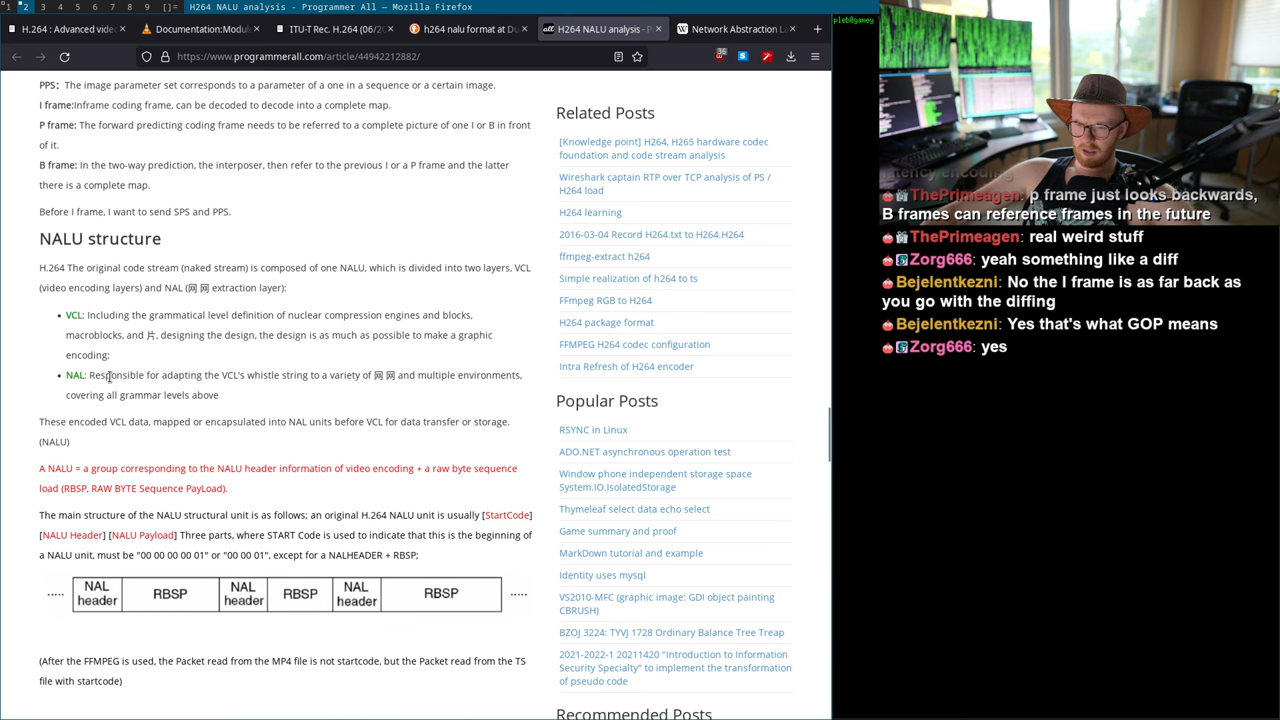 1 2 3 4 5 6 7 8 9 []= H264 NALU analysis - Programmer All — Mozilla Firefox
H.264 : Advanced vide
Documentation:Modul
ITU-T Rec. H.264 (06/2
h264 nalu format at Du
H264 NALU analysis - P
Network Abstraction La
https://www.programmerall.com/article/44942212882/
PPS: The image parameter set corresponds to a parameter of a one in a sequence or a certain image.
I frame:Inframe coding frame, can be decoded to decode into a complete map.
P frame: The forward predicting coding frame needs to be referred to a complete picture of one I or B in front
of it.
B frame: In the two-way prediction, the interposer, then refer to the previous I or a P frame and the latter
there is a complete map.
Before I frame, I want to send SPS and PPS.
NALU structure
H.264 The original code stream (naked stream) is composed of one NALU, which is divided into two layers, VCL
(video encoding layers) and NAL (网 网 extraction layer):
• VCL: Including the grammatical level definition of nuclear compression engines and blocks,
macroblocks, and 片, designing the design, the design is as much as possible to make a graphic
encoding;
• NAL: Responsible for adapting the VCL's whistle string to a variety of 网 网 and multiple environments,
covering all grammar levels above
These encoded VCL data, mapped or encapsulated into NAL units before VCL for data transfer or storage.
(NALU)
A NALU = a group corresponding to the NALU header information of video encoding + a raw byte sequence
load (RBSP, RAW BYTE Sequence PayLoad).
The main structure of the NALU structural unit is as follows; an original H.264 NALU unit is usually [StartCode]
[NALU Header] [NALU Payload] Three parts, where START Code is used to indicate that this is the beginning of
a NALU unit, must be "00 00 00 00 01" or "00 00 01", except for a NALHEADER + RBSP;
..... NAL header RBSP NAL header RBSP NAL header RBSP .....
(After the FFMPEG is used, the Packet read from the MP4 file is not startcode, but the Packet read from the TS
file with startcode)
Related Posts
[Knowledge point] H264, H265 hardware codec
foundation and code stream analysis
Wireshark captain RTP over TCP analysis of PS /
H264 load
H264 learning
2016-03-04 Record H264.txt to H264.H264
ffmpeg-extract h264
Simple realization of h264 to ts
FFmpeg RGB to H264
H264 package format
FFMPEG H264 codec configuration
Intra Refresh of H264 encoder
Popular Posts
RSYNC in Linux
ADO.NET asynchronous operation test
Window phone independent storage space
System.IO.IsolatedStorage
Thymeleaf select data echo select
Game summary and proof
MarkDown tutorial and example
Identity uses mysql
VS2010-MFC (graphic image: GDI object painting
CBRUSH)
BZOJ 3224: TYVJ 1728 Ordinary Balance Tree Treap
2021-2022-1 20211420 "Introduction to Information
Security Specialty" to implement the transformation
of pseudo code
Recommended Posts
pleb@gamey
latency encoding
ThePrimeagen: p frame just looks backwards,
B frames can reference frames in the future
ThePrimeagen: real weird stuff
Zorg666: yeah something like a diff
Bejelentkezni: No the I frame is as far back as
you go with the diffing
Bejelentkezni: Yes that's what GOP means
Zorg666: yes